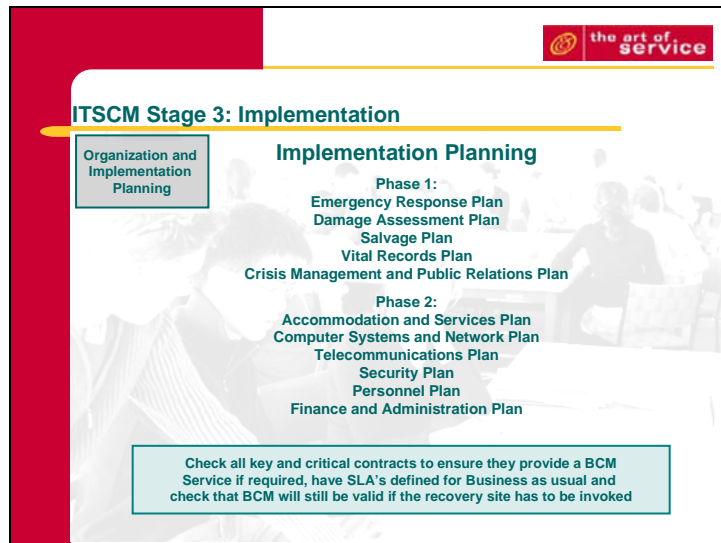 the art of
service
ITSCM Stage 3: Implementation
Organization and
Implementation
Planning
Implementation Planning
Phase 1:
Emergency Response Plan
Damage Assessment Plan
Salvage Plan
Vital Records Plan
Crisis Management and Public Relations Plan
Phase 2:
Accommodation and Services Plan
Computer Systems and Network Plan
Telecommunications Plan
Security Plan
Personnel Plan
Finance and Administration Plan
Check all key and critical contracts to ensure they provide a BCM
Service if required, have SLA's defined for Business as usual and
check that BCM will still be valid if the recovery site has to be invoked